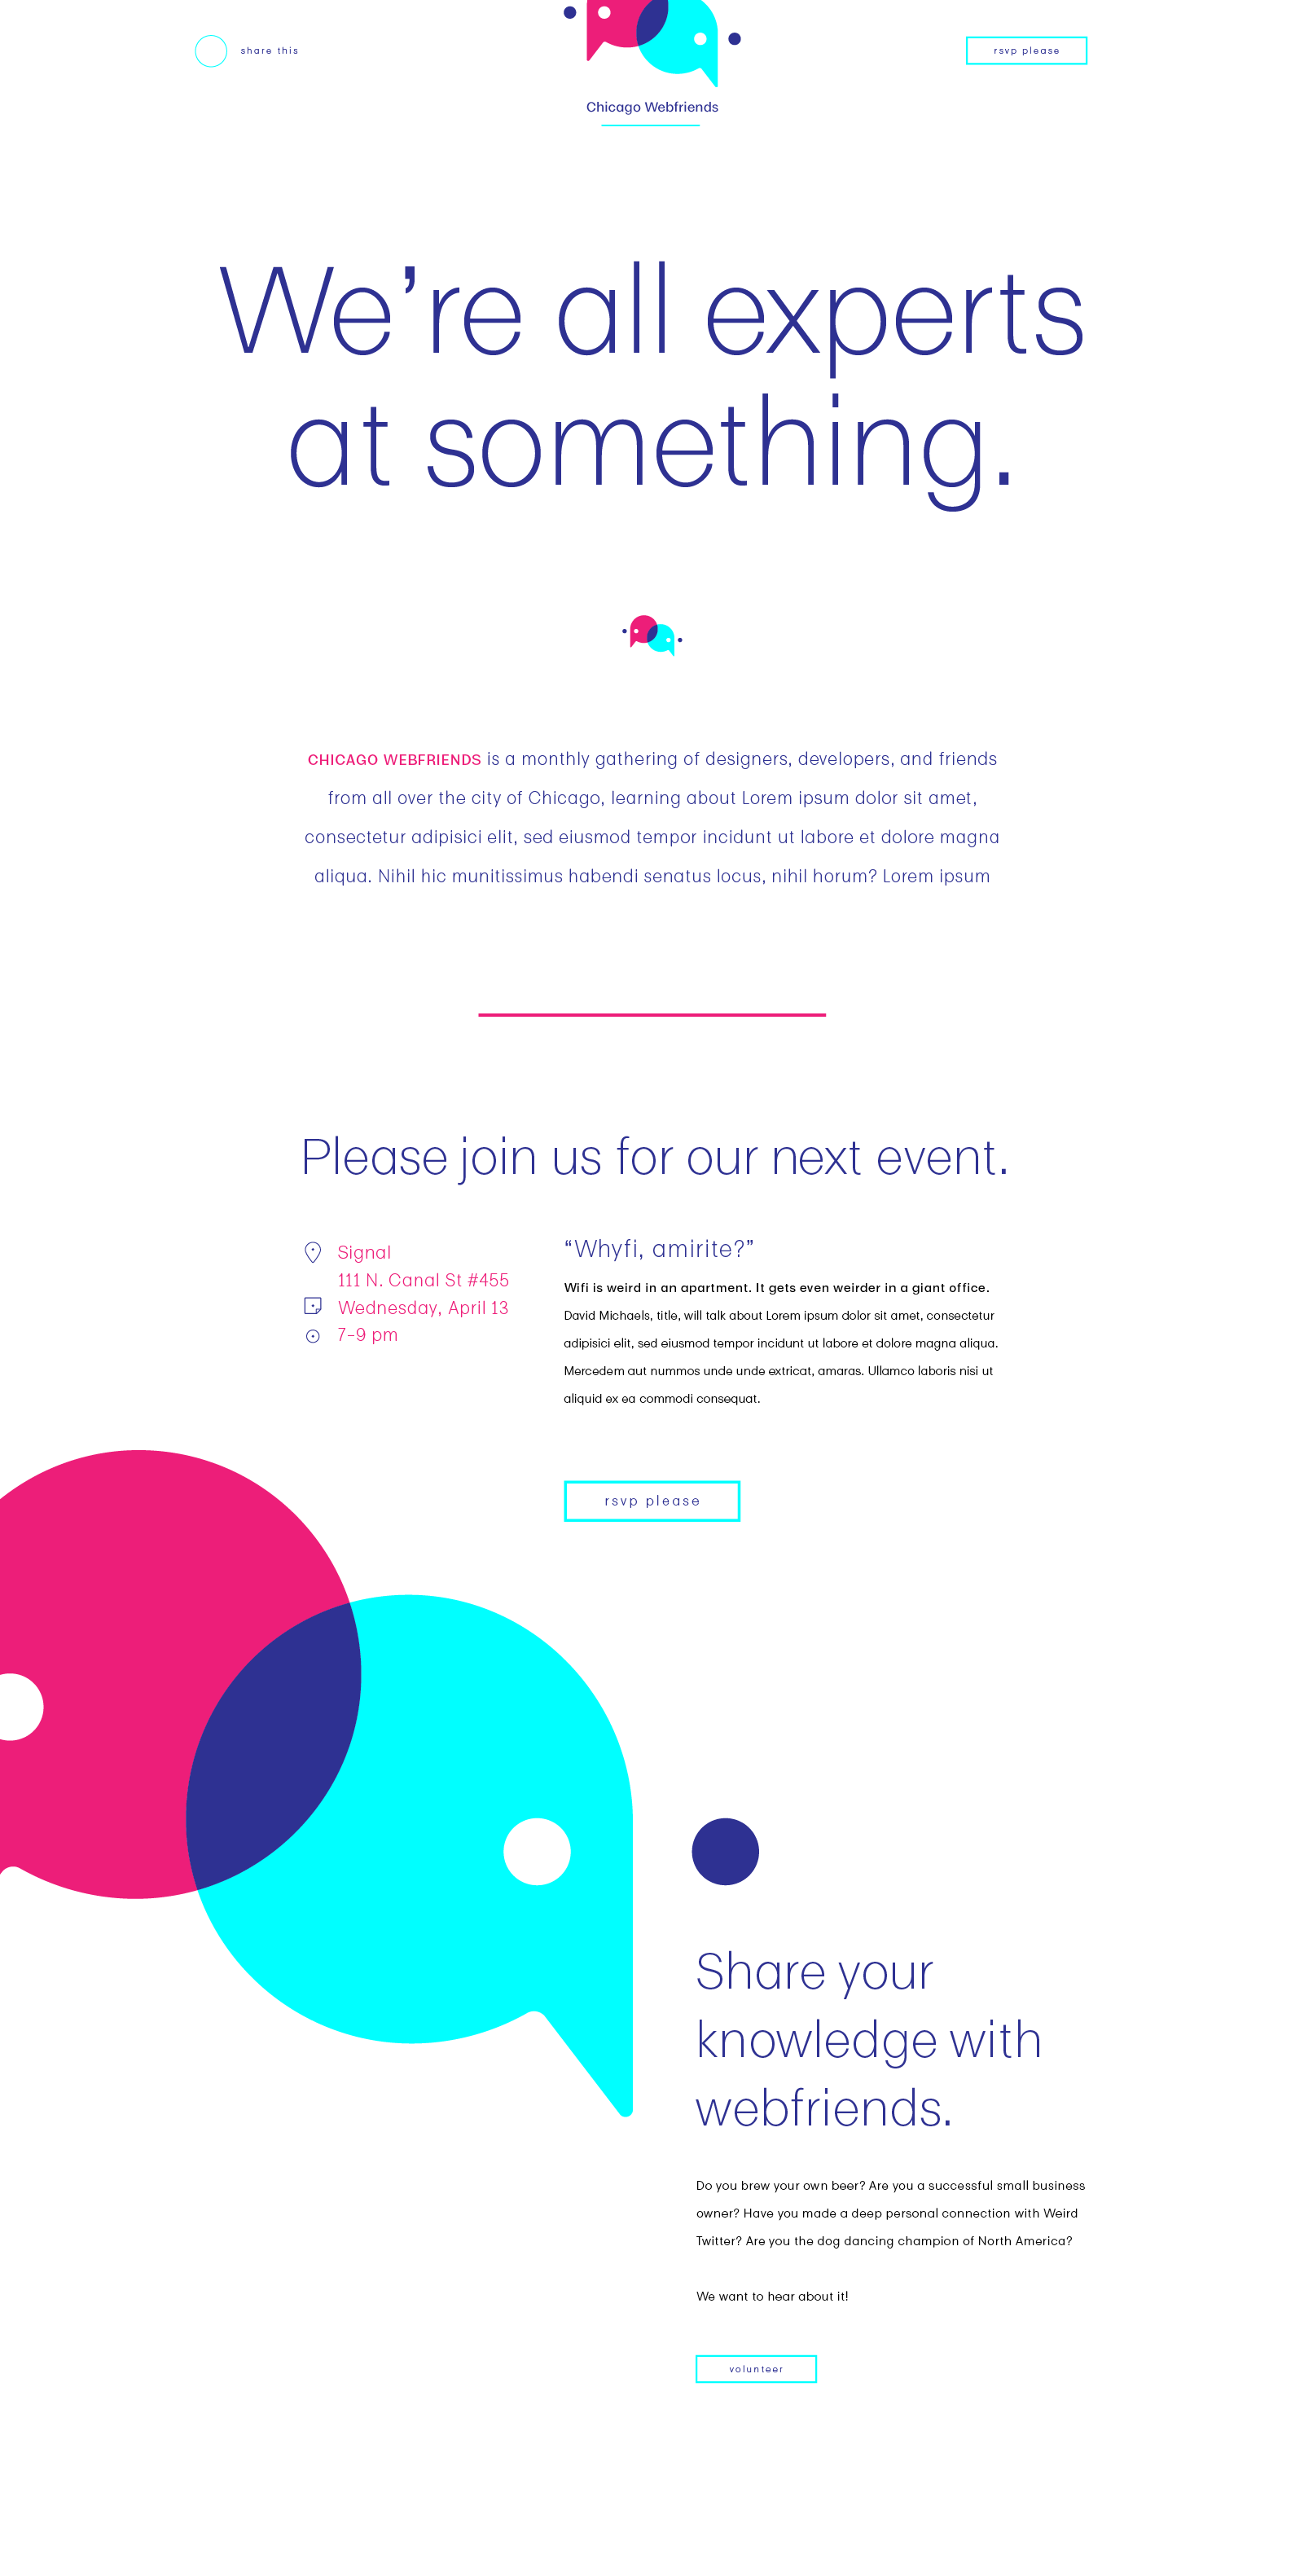 share this
Chicago Webfriends
rsvp please
We’re all experts
at something.
CHICAGO WEBFRIENDS is a monthly gathering of designers, developers, and friends
from all over the city of Chicago, learning about Lorem ipsum dolor sit amet,
consectetur adipisici elit, sed eiusmod tempor incidunt ut labore et dolore magna
aliqua. Nihil hic munitissimus habendi senatus locus, nihil horum? Lorem ipsum
Please join us for our next event.
Signal
111 N. Canal St #455
Wednesday, April 13
7–9 pm
“Whyfi, amirite?”
Wifi is weird in an apartment. It gets even weirder in a giant office.
David Michaels, title, will talk about Lorem ipsum dolor sit amet, consectetur
adipisici elit, sed eiusmod tempor incidunt ut labore et dolore magna aliqua.
Mercedem aut nummos unde unde extricat, amaras. Ullamco laboris nisi ut
aliquid ex ea commodi consequat.
rsvp please
Share your
knowledge with
webfriends.
Do you brew your own beer? Are you a successful small business
owner? Have you made a deep personal connection with Weird
Twitter? Are you the dog dancing champion of North America?
We want to hear about it!
volunteer